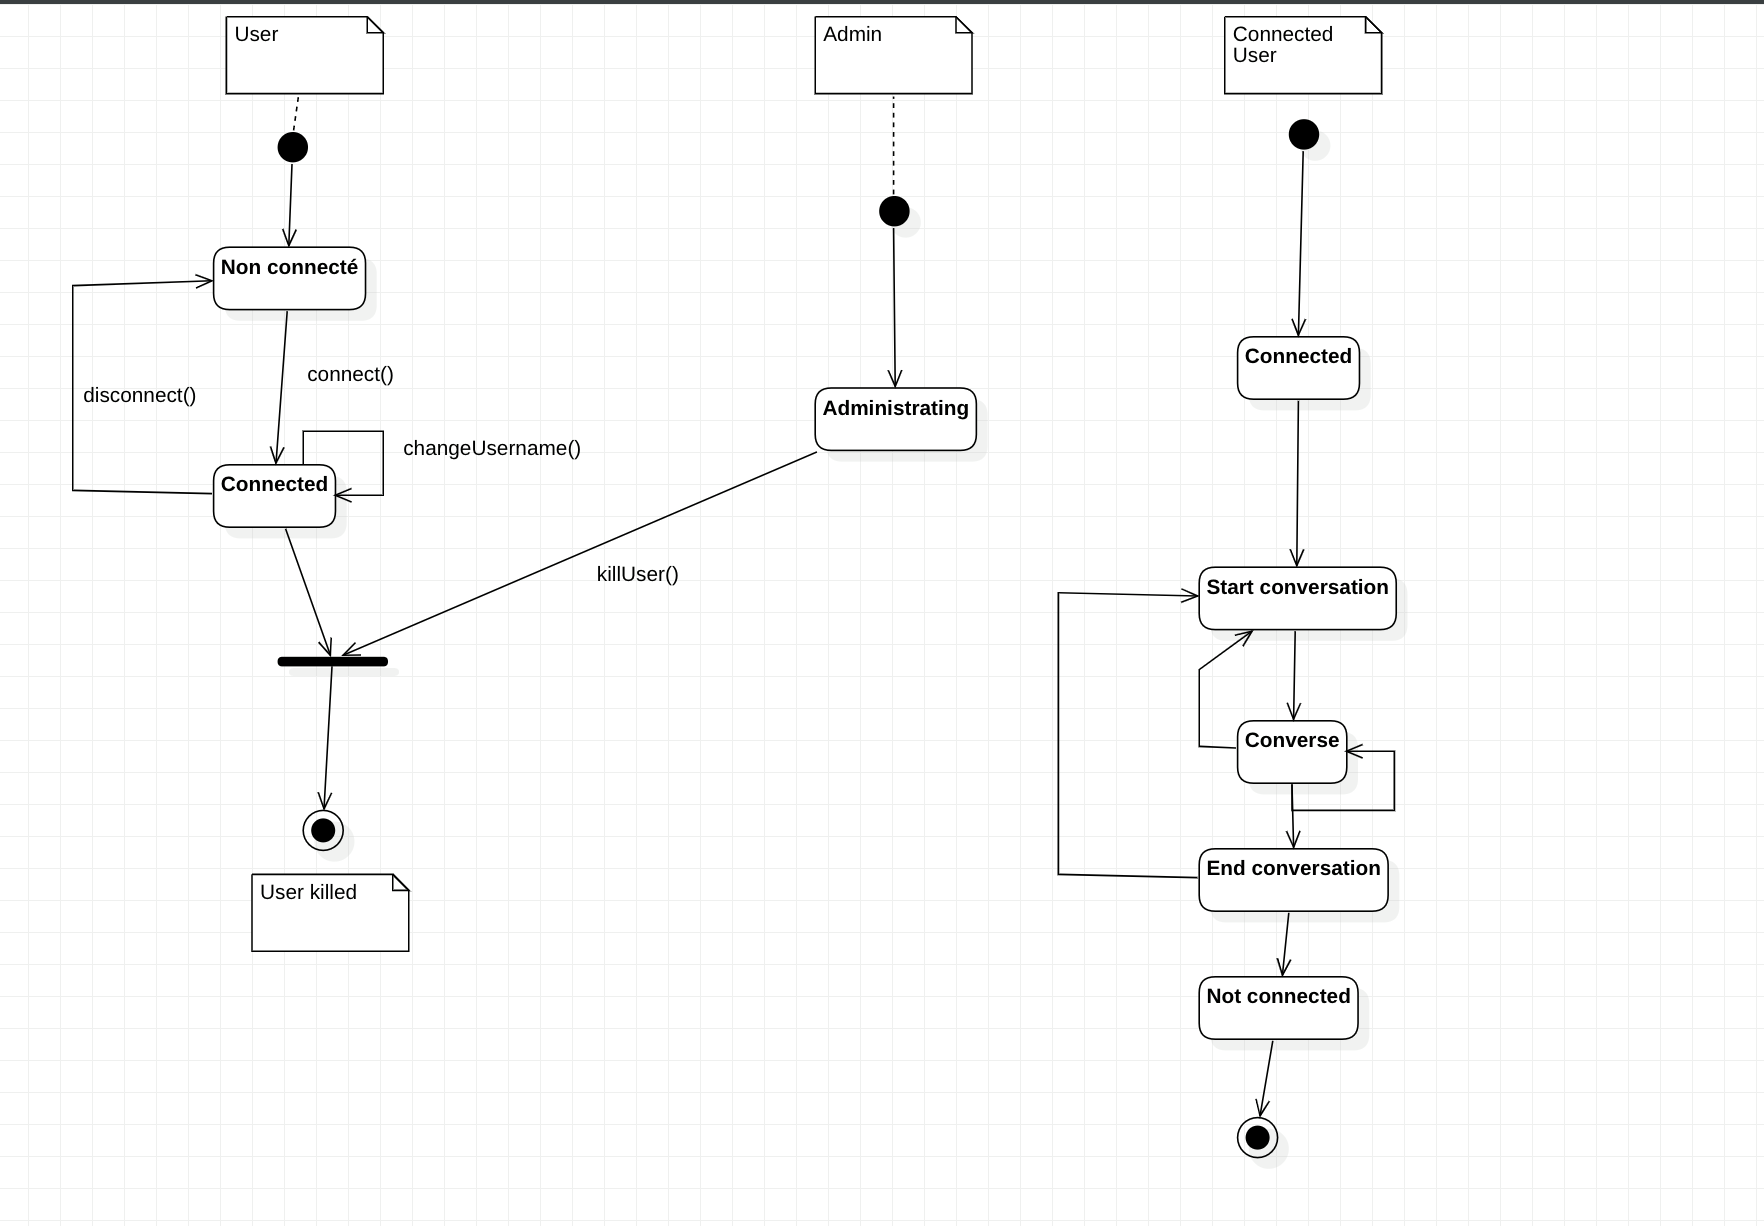 User
Admin
Connected
User
Non connecté
connect()
disconnect()
changeUsername()
Connected
Administrating
killUser()
User killed
Connected
Start conversation
Converse
End conversation
Not connected